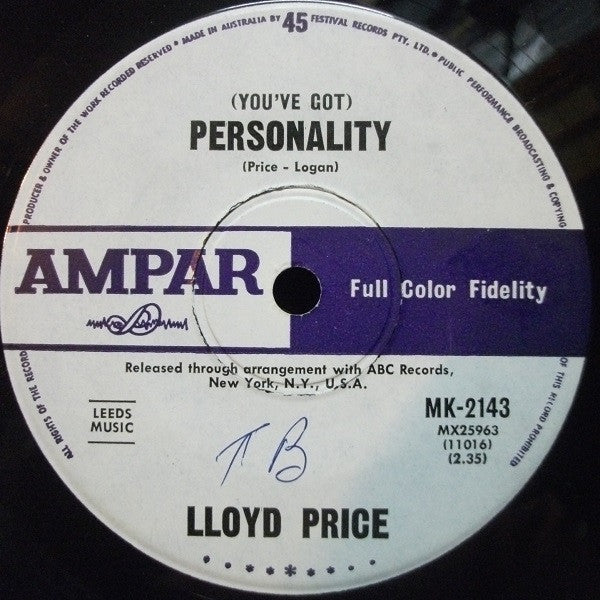 PRODUCER & OWNER OF THE WORK RECORDED RESERVED • MADE IN AUSTRALIA BY 45 FESTIVAL RECORDS PTY. LTD. • PUBLIC PERFORMANCE BROADCASTING & COPYING
(YOU'VE GOT)
PERSONALITY
(Price - Logan)
AMPAR
Full Color Fidelity
Released through arrangement with ABC Records,
New York, N.Y., U.S.A.
LEEDS
MUSIC
MK-2143
MX25963
(11016)
(2.35)
TB
LLOYD PRICE
ALL RIGHTS OF THE RECORD
OF THIS RECORD PROHIBITED